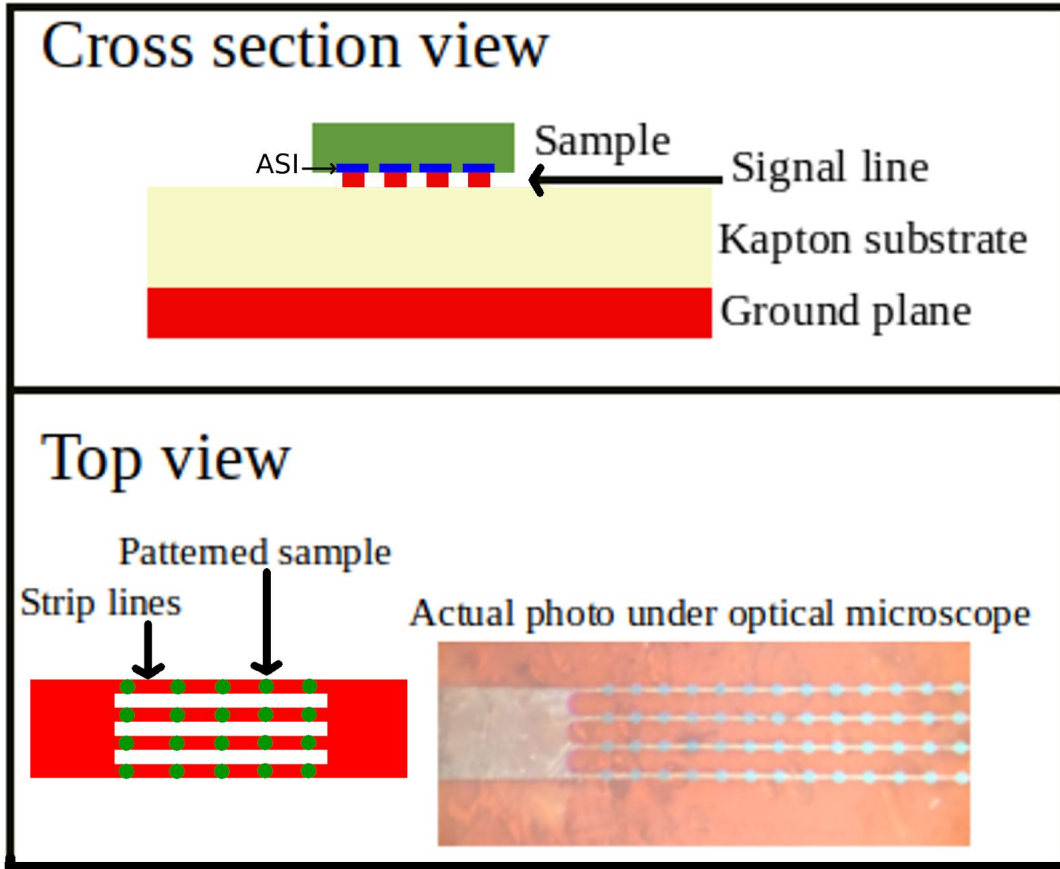 Cross section view
Sample
ASI
Signal line
Kapton substrate
Ground plane
Top view
Patterned sample
Strip lines
Actual photo under optical microscope